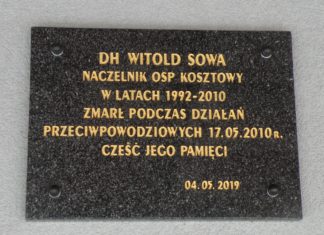 DH WITOLD SOWA
NACZELNIK OSP KOSZTOWY
W LATACH 1992-2010
ZMARŁ PODCZAS DZIAŁAŃ
PRZECIWPOWODZIOWYCH 17.05.2010 R.
CZEŚĆ JEGO PAMIĘCI
04.05.2019